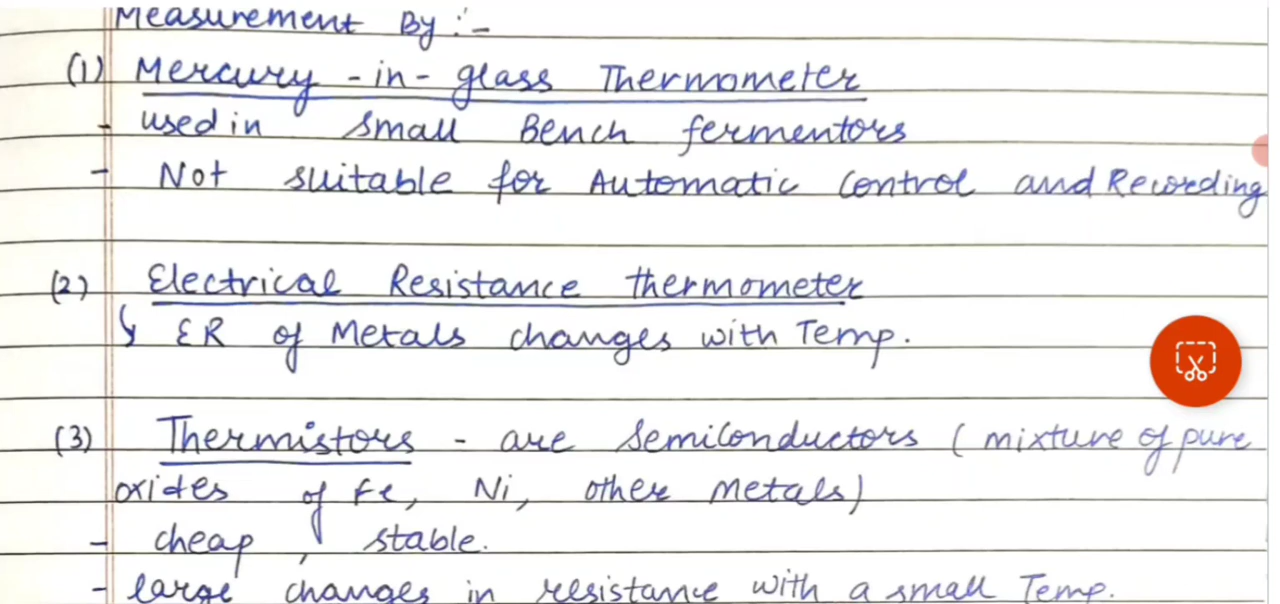 Measurement By :-
(1) Mercury - in - glass Thermometer
- used in small Bench fermentors
- Not suitable for Automatic Control and Recording
(2) Electrical Resistance thermometer
↳ ER of Metals changes with Temp.
(3) Thermistors - are Semiconductors ( mixture of pure
oxides of Fe, Ni, other metals)
- cheap, stable.
- large changes in resistance with a small Temp.